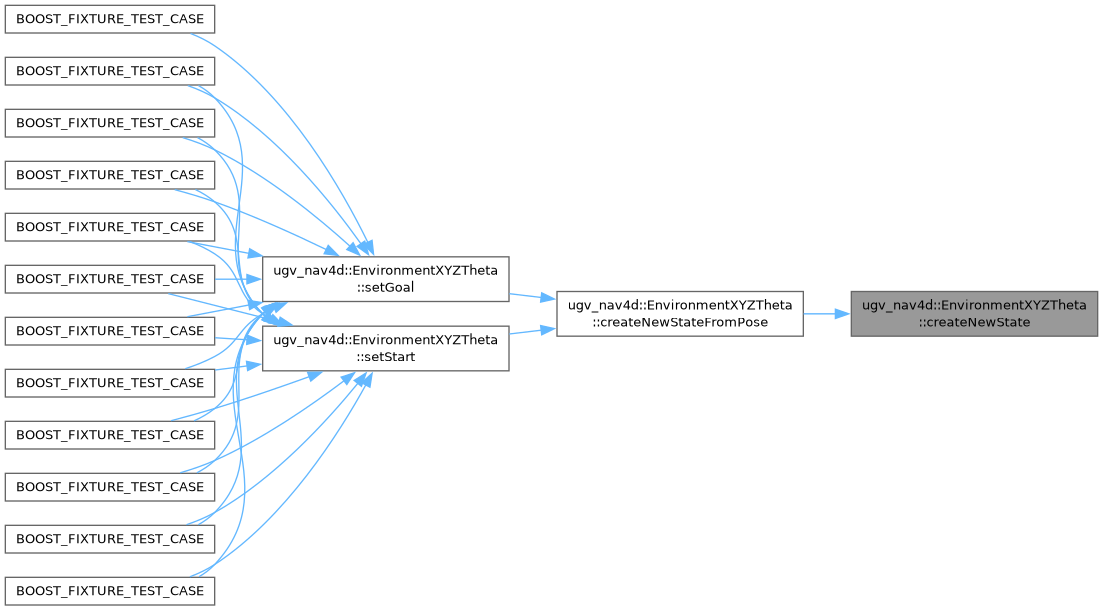 BOOST_FIXTURE_TEST_CASE
BOOST_FIXTURE_TEST_CASE
BOOST_FIXTURE_TEST_CASE
BOOST_FIXTURE_TEST_CASE
BOOST_FIXTURE_TEST_CASE
BOOST_FIXTURE_TEST_CASE
BOOST_FIXTURE_TEST_CASE
BOOST_FIXTURE_TEST_CASE
BOOST_FIXTURE_TEST_CASE
BOOST_FIXTURE_TEST_CASE
BOOST_FIXTURE_TEST_CASE
BOOST_FIXTURE_TEST_CASE
ugv_nav4d::EnvironmentXYZTheta
::setGoal
ugv_nav4d::EnvironmentXYZTheta
::setStart
ugv_nav4d::EnvironmentXYZTheta
::createNewStateFromPose
ugv_nav4d::EnvironmentXYZTheta
::createNewState